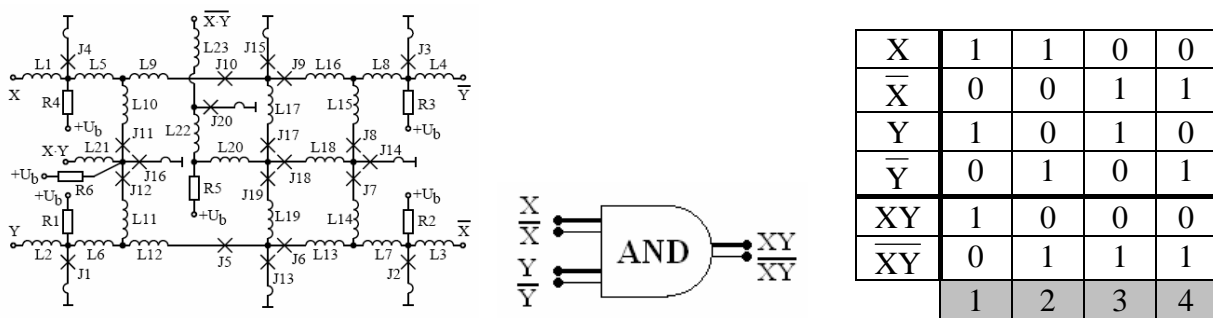 X·Y
J4
L23
J15
J3
L1
L5
L9
J10
J9
L16
L8
L4
X
Y
R4
L10
L17
L15
R3
+Ub
J20
+Ub
J11
L22
J17
J8
X·Y
L21
L20
L18
J14
+Ub
J16
R6
J12
J18
+Ub
R5
J19
J7
R1
L11
+Ub
L19
L14
R2
Y
X
L2
L6
L12
J5
J6
L13
L7
L3
J1
J13
J2
X
X
Y
Y
AND
XY
XY
X 1 1 0 0
X 0 0 1 1
Y 1 0 1 0
Y 0 1 0 1
XY 1 0 0 0
XY 0 1 1 1
1 2 3 4